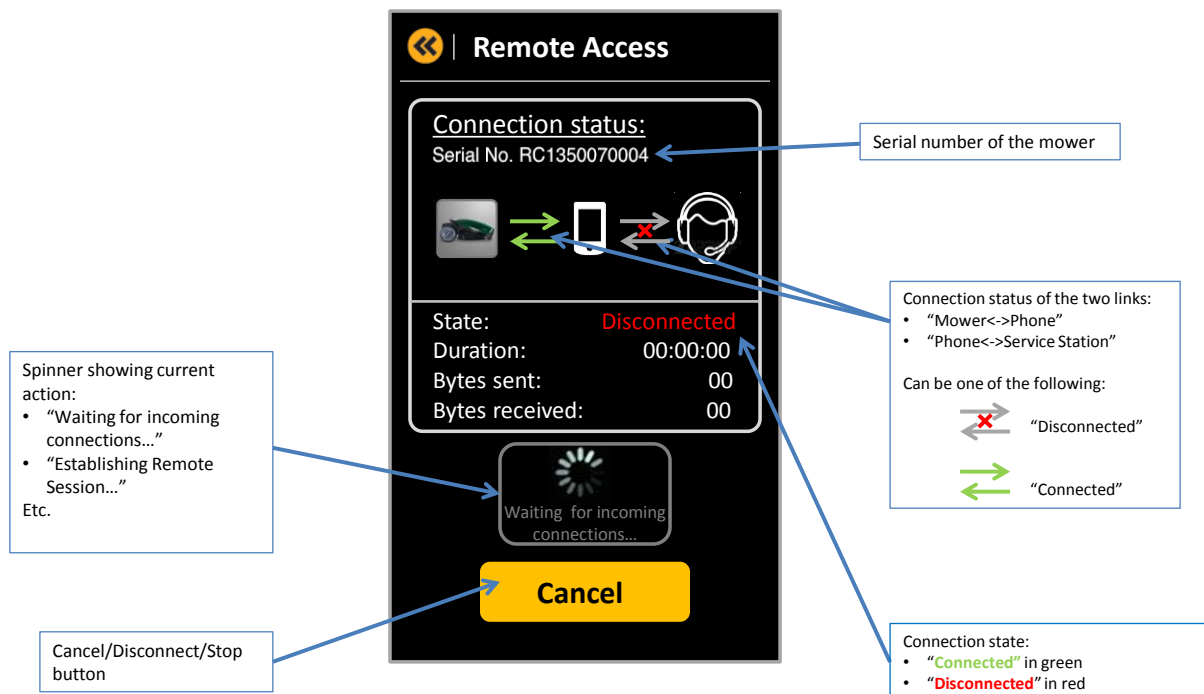 Remote Access
Connection status:
Serial No. RC1350070004
State: Disconnected
Duration: 00:00:00
Bytes sent: 00
Bytes received: 00
Waiting for incoming
connections...
Cancel
Serial number of the mower
Connection status of the two links:
• “Mower<->Phone”
• “Phone<->Service Station”
Can be one of the following:
“Disconnected”
“Connected”
Spinner showing current
action:
• “Waiting for incoming
connections...”
• “Establishing Remote
Session...”
Etc.
Cancel/Disconnect/Stop
button
Connection state:
• “Connected” in green
• “Disconnected” in red